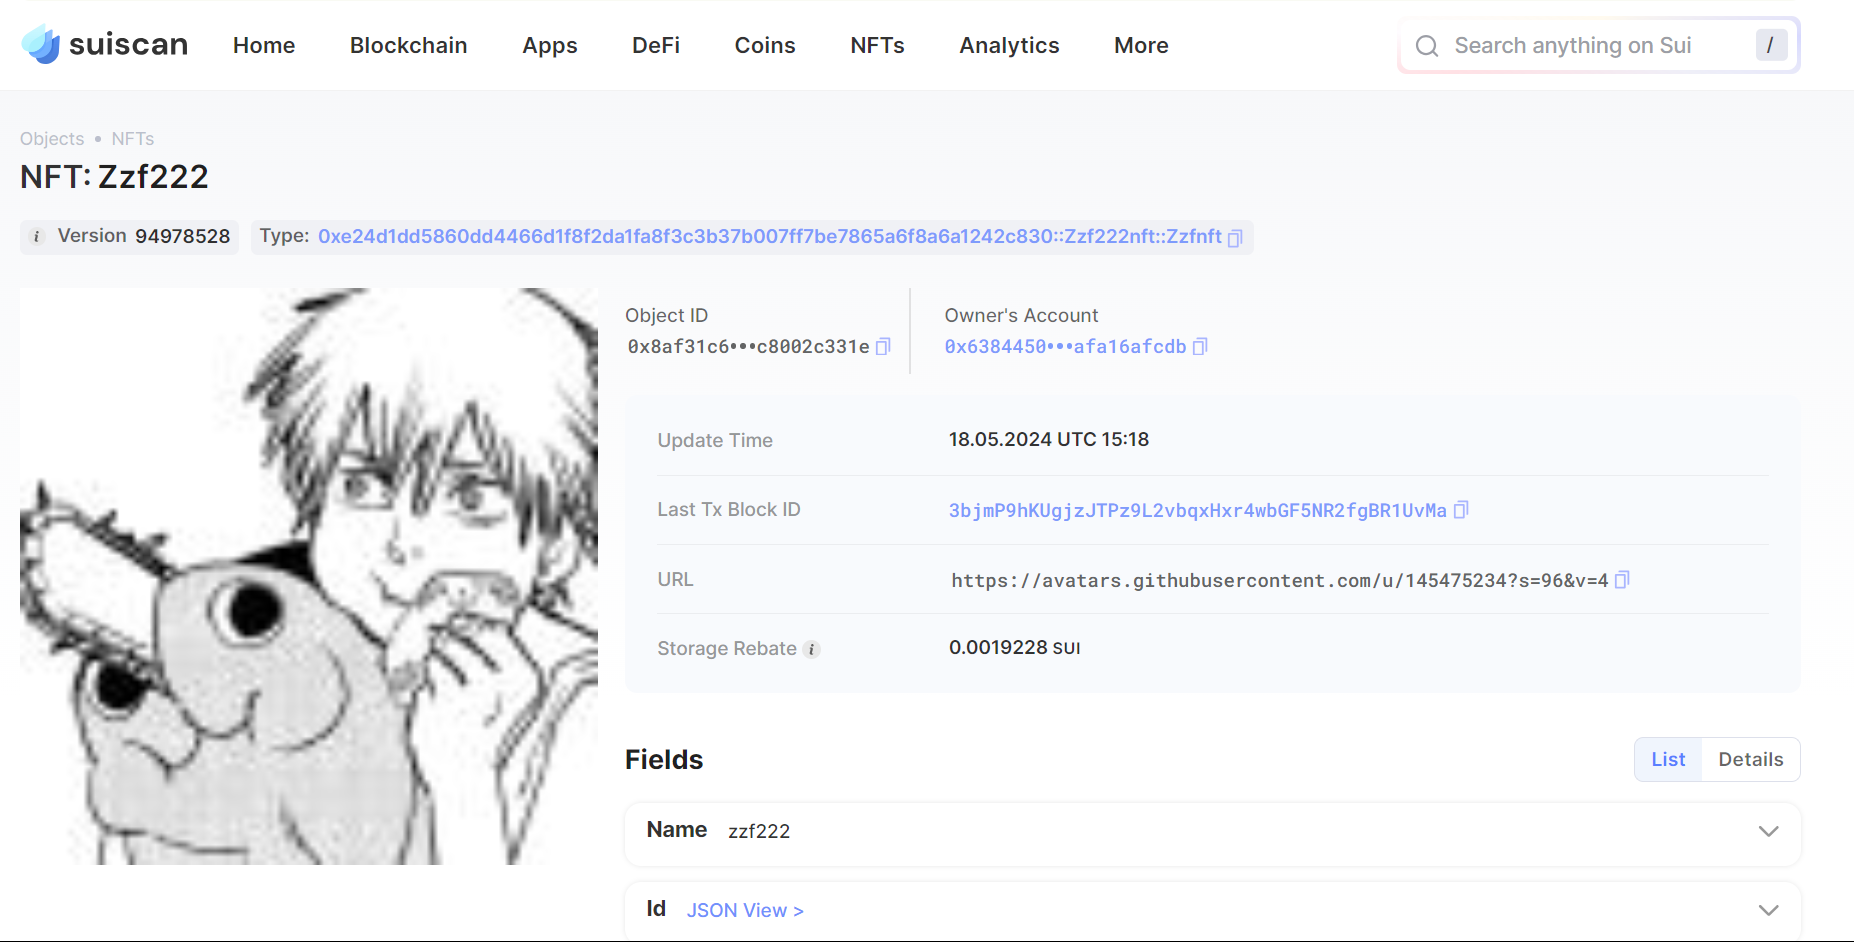 suiscan Home Blockchain Apps DeFi Coins NFTs Analytics More Search anything on Sui /
Objects • NFTs
NFT: Zzf222
i Version 94978528 Type: 0xe24d1dd5860dd4466d1f8f2da1fa8f3c3b37b007ff7be7865a6f8a6a1242c830::Zzf222nft::Zzfnft
Object ID Owner's Account
0x8af31c6•••c8002c331e 0x6384450•••afa16afcdb
Update Time 18.05.2024 UTC 15:18
Last Tx Block ID 3bjmP9hKUgjzJTPz9L2vbqxHxr4wbGF5NR2fgBR1UvMa
URL https://avatars.githubusercontent.com/u/145475234?s=96&v=4
Storage Rebate i 0.0019228 SUI
Fields List Details
Name zzf222
Id JSON View >